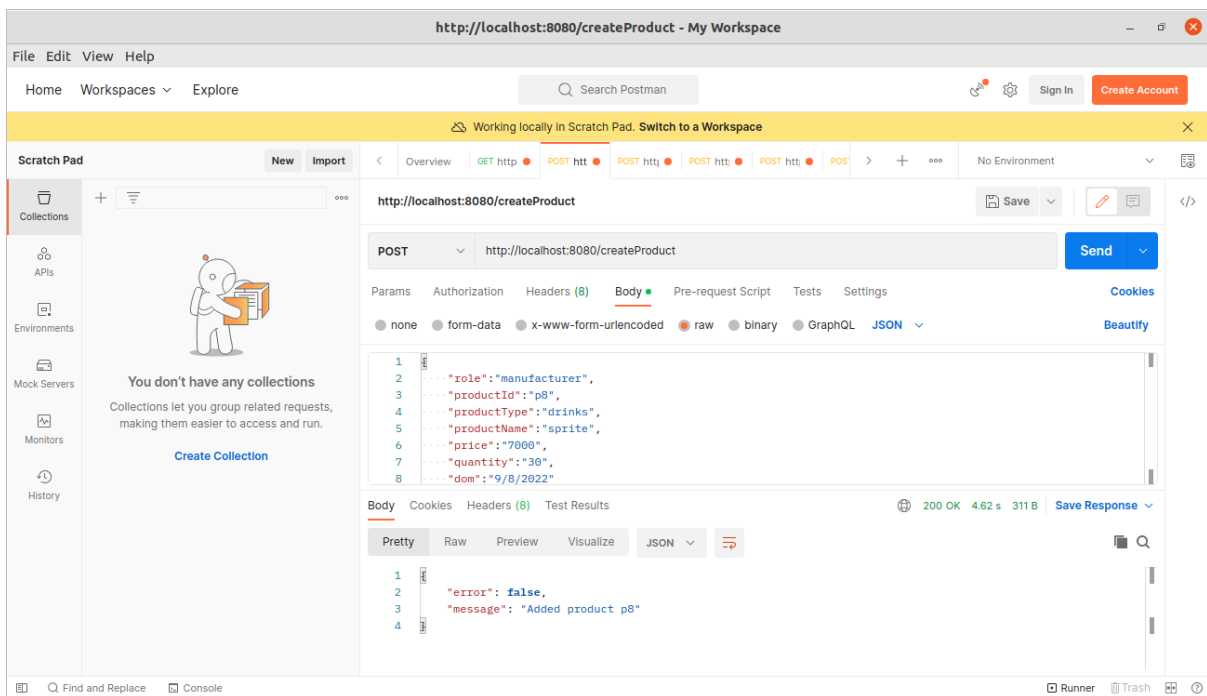 http://localhost:8080/createProduct - My Workspace
File Edit View Help
Home Workspaces Explore Search Postman Sign In Create Account
Working locally in Scratch Pad. Switch to a Workspace
Scratch Pad New Import Overview GET http POST htt POST http POST htt POST htt POST No Environment
Collections
APIs
Environments
Mock Servers
Monitors
History
You don't have any collections
Collections let you group related requests,
making them easier to access and run.
Create Collection
http://localhost:8080/createProduct Save
POST http://localhost:8080/createProduct Send
Params Authorization Headers (8) Body Pre-request Script Tests Settings Cookies
none form-data x-www-form-urlencoded raw binary GraphQL JSON Beautify
1 {
2 "role":"manufacturer",
3 "productId":"p8",
4 "productType":"drinks",
5 "productName":"sprite",
6 "price":"7000",
7 "quantity":"30",
8 "dom":"9/8/2022"
Body Cookies Headers (8) Test Results 200 OK 4.62 s 311 B Save Response
Pretty Raw Preview Visualize JSON
1 {
2 "error": false,
3 "message": "Added product p8"
4 }
Find and Replace Console Runner Trash